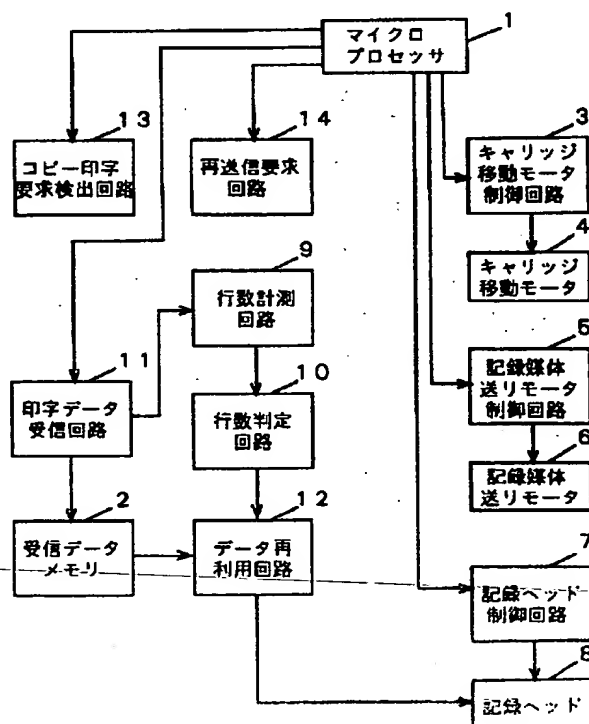 1
マイクロ
プロセッサ
13
コピー印字
要求検出回路
14
再送信要求
回路
3
キャリッジ
移動モータ
制御回路
4
キャリッジ
移動モータ
9
行数計測
回路
5
記録媒体
送りモータ
制御回路
11
印字データ
受信回路
10
行数判定
回路
6
記録媒体
送りモータ
2
受信データ
メモリ
12
データ再
利用回路
7
記録ヘッド
制御回路
8
記録ヘッド